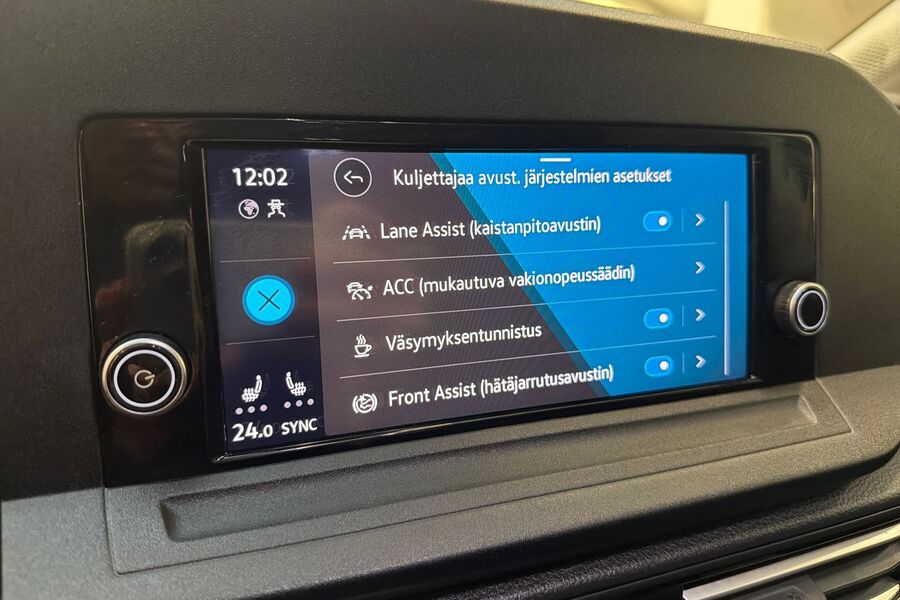 12:02
Kuljettajaa avust. järjestelmien asetukset
Lane Assist (kaistanpitoavustin)
ACC (mukautuva vakionopeussäädin)
Väsymyksentunnistus
Front Assist (hätäjarrutusavustin)
24.0 SYNC